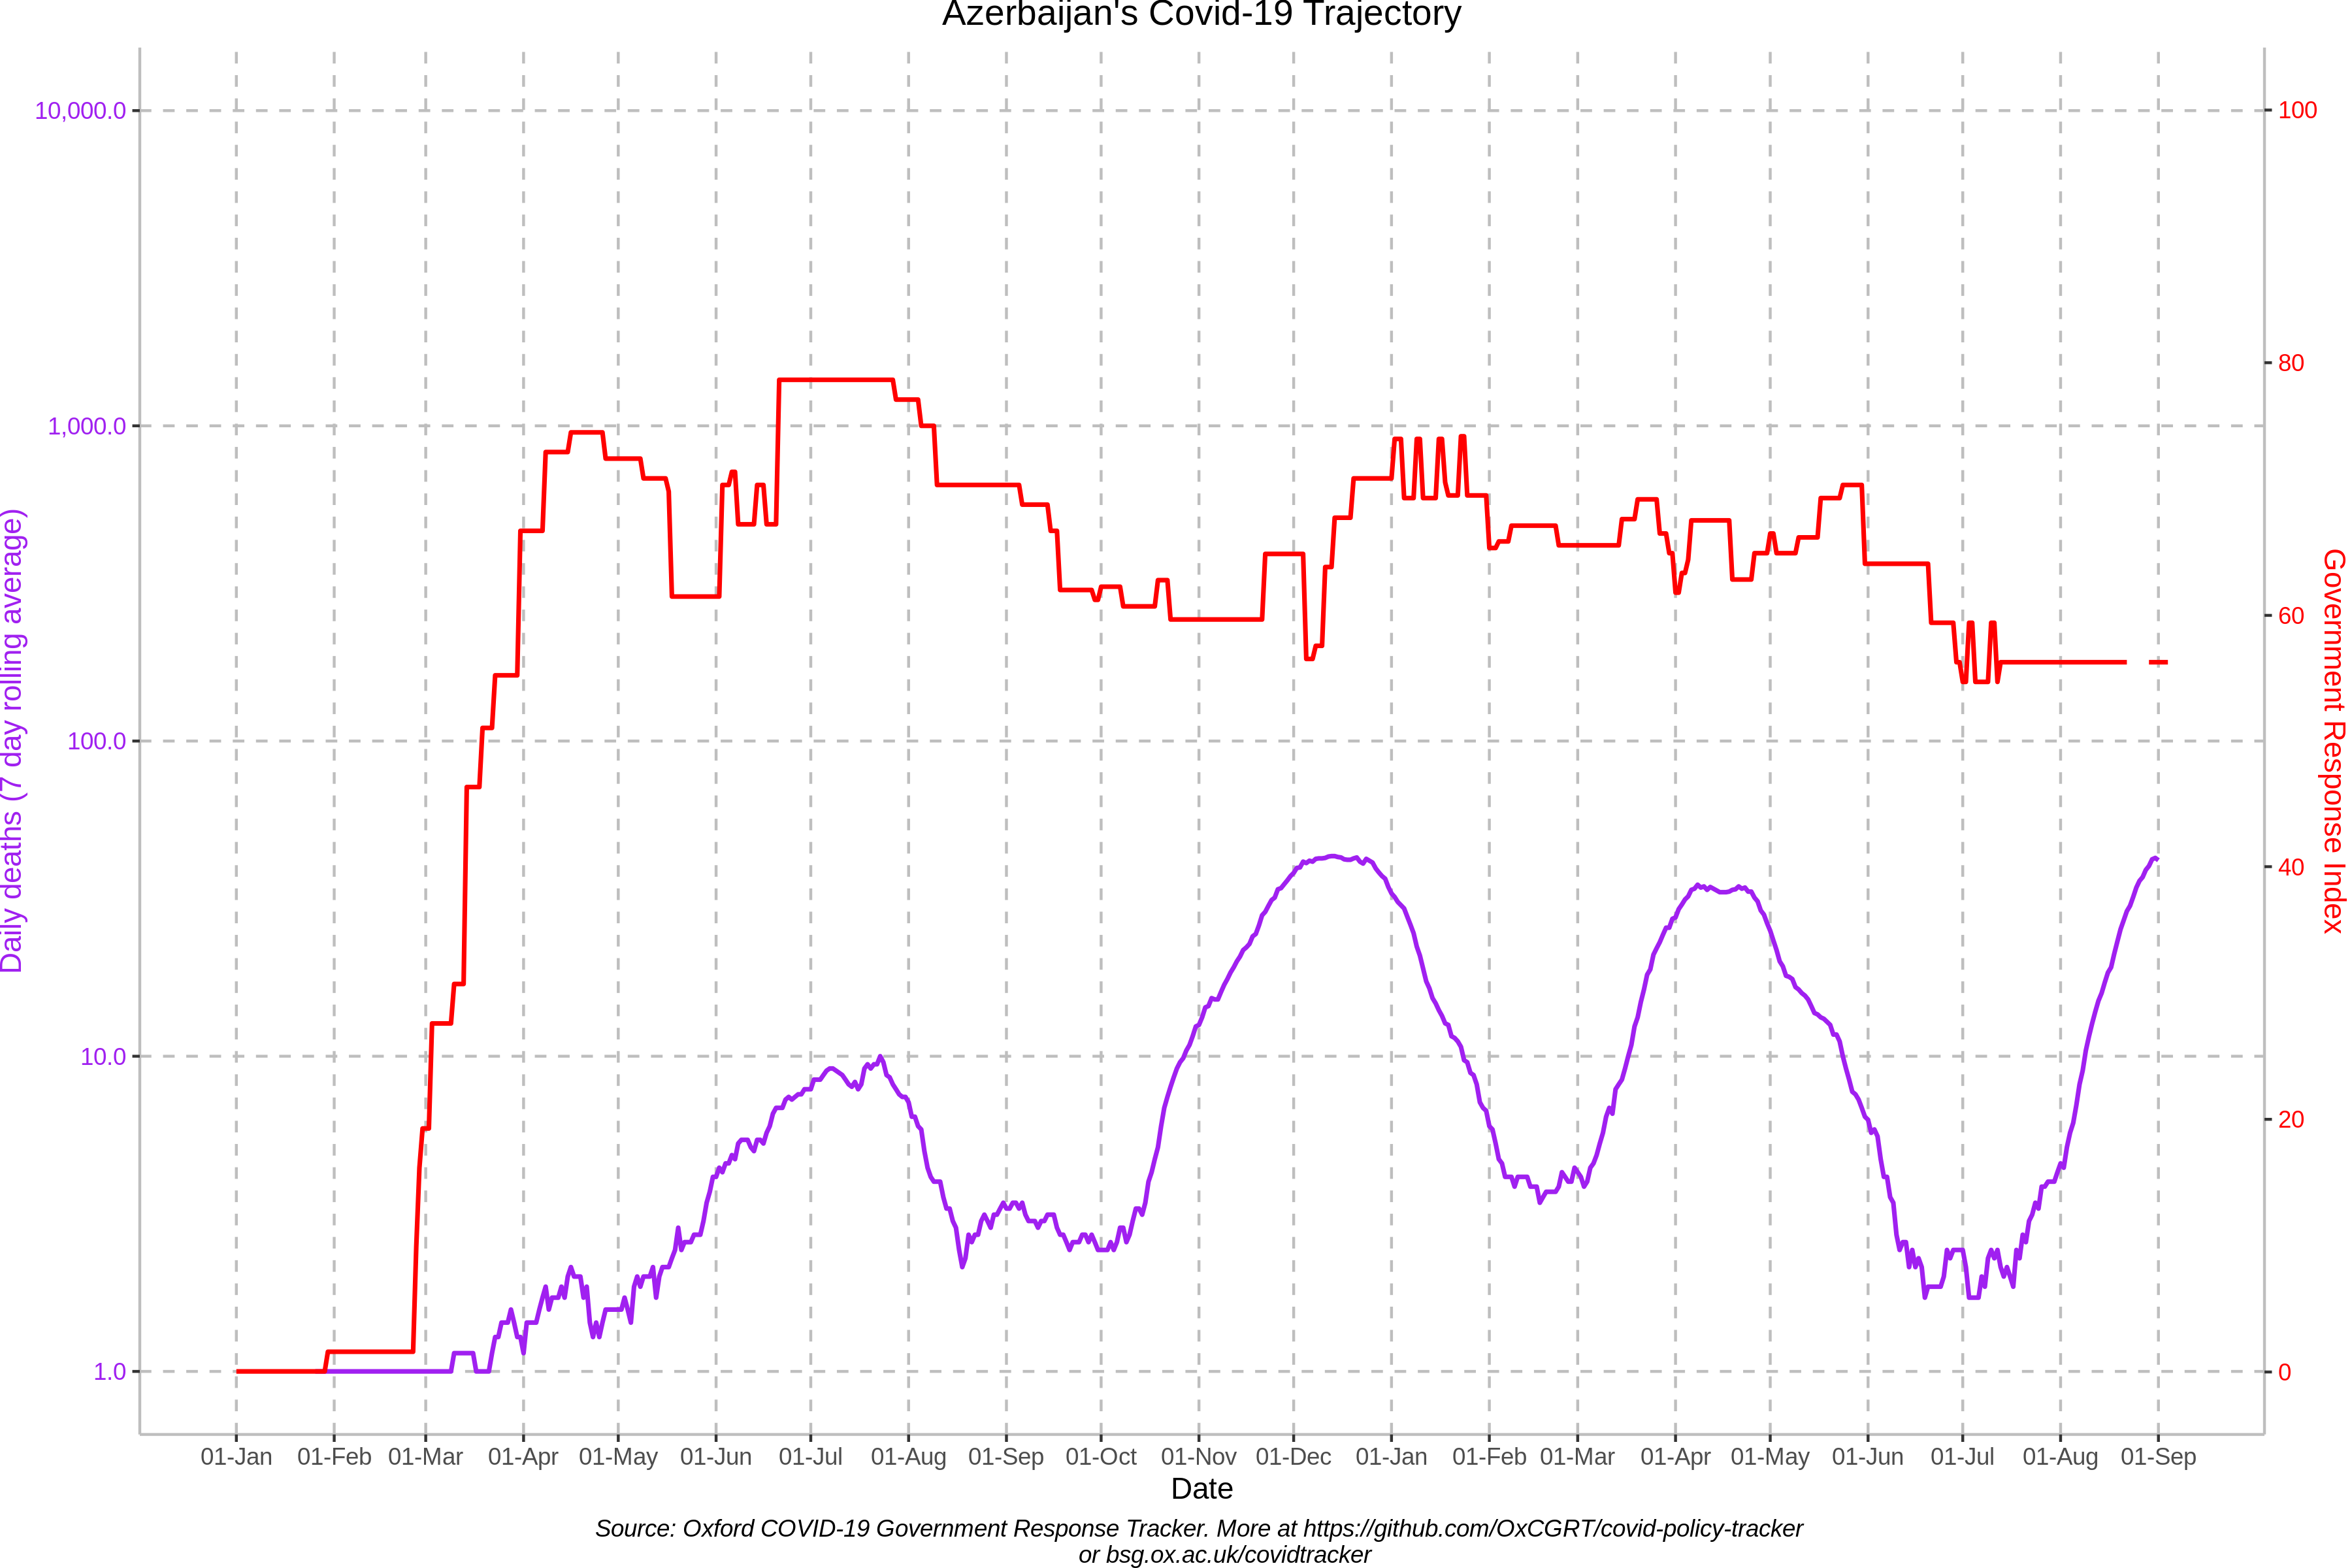 Azerbaijan's Covid-19 Trajectory
10,000.0
1,000.0
100.0
10.0
1.0
Daily deaths (7 day rolling average)
100
80
60
40
20
0
Government Response Index
01-Jan 01-Feb 01-Mar 01-Apr 01-May 01-Jun 01-Jul 01-Aug 01-Sep 01-Oct 01-Nov 01-Dec 01-Jan 01-Feb 01-Mar 01-Apr 01-May 01-Jun 01-Jul 01-Aug 01-Sep
Date
Source: Oxford COVID-19 Government Response Tracker. More at https://github.com/OxCGRT/covid-policy-tracker
or bsg.ox.ac.uk/covidtracker